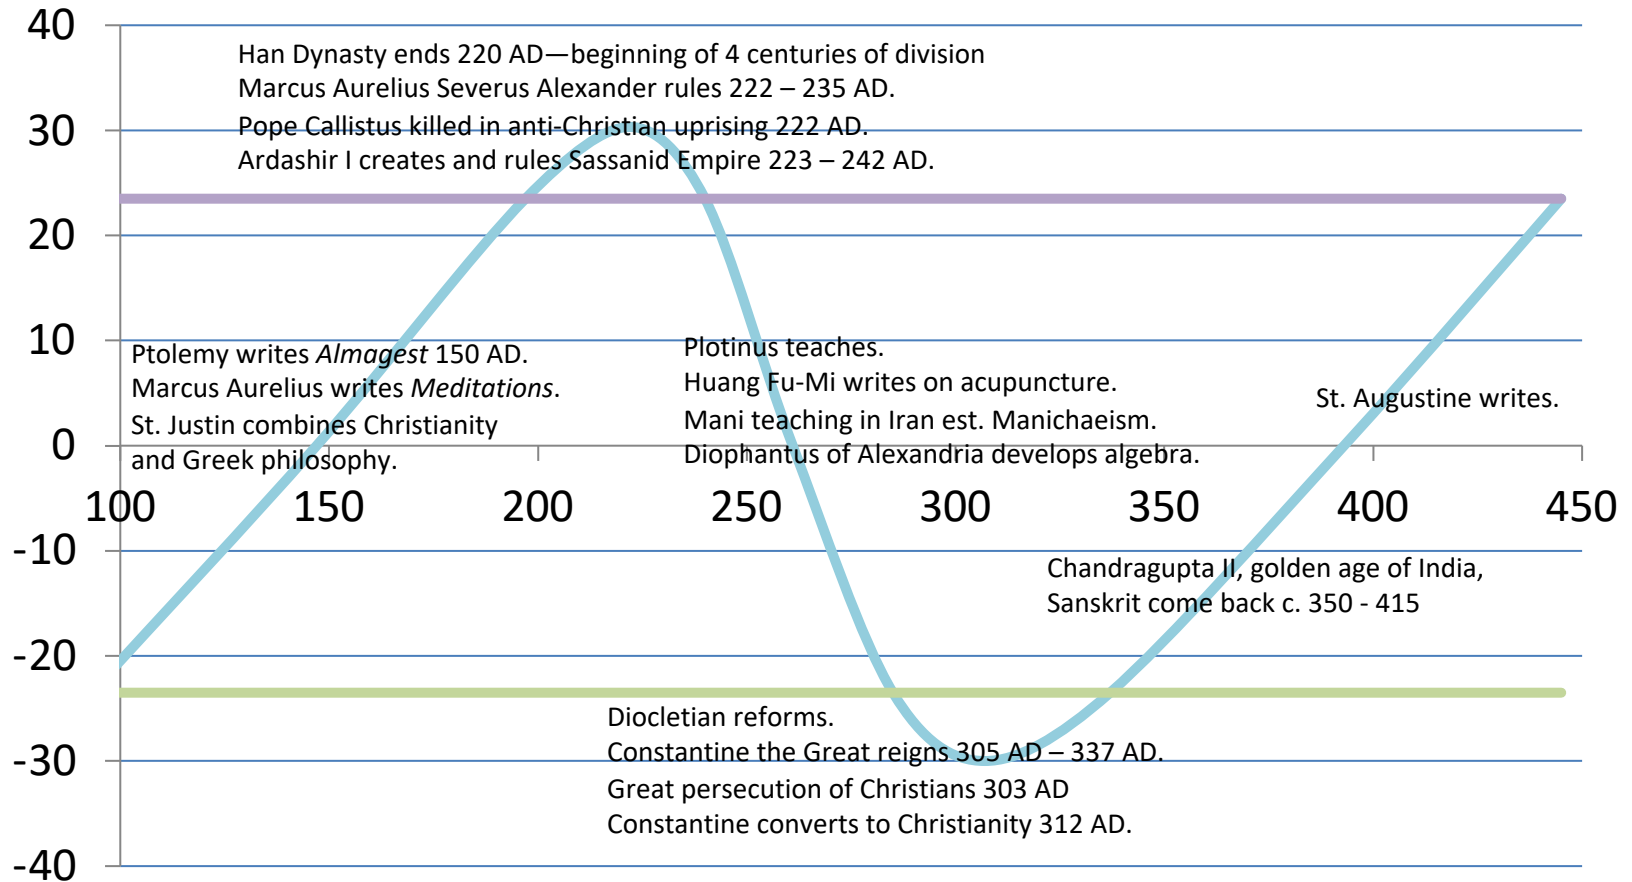 40
Han Dynasty ends 220 AD—beginning of 4 centuries of division
Marcus Aurelius Severus Alexander rules 222 – 235 AD.
30
Pope Callistus killed in anti-Christian uprising 222 AD.
Ardashir I creates and rules Sassanid Empire 223 – 242 AD.
20
10
Ptolemy writes Almagest 150 AD.
Marcus Aurelius writes Meditations.
St. Justin combines Christianity
and Greek philosophy.
Plotinus teaches.
Huang Fu-Mi writes on acupuncture.
Mani teaching in Iran est. Manichaeism.
Diophantus of Alexandria develops algebra.
St. Augustine writes.
0
100 150 200 250 300 350 400 450
-10
Chandragupta II, golden age of India,
Sanskrit come back c. 350 - 415
-20
Diocletian reforms.
Constantine the Great reigns 305 AD – 337 AD.
-30
Great persecution of Christians 303 AD
Constantine converts to Christianity 312 AD.
-40